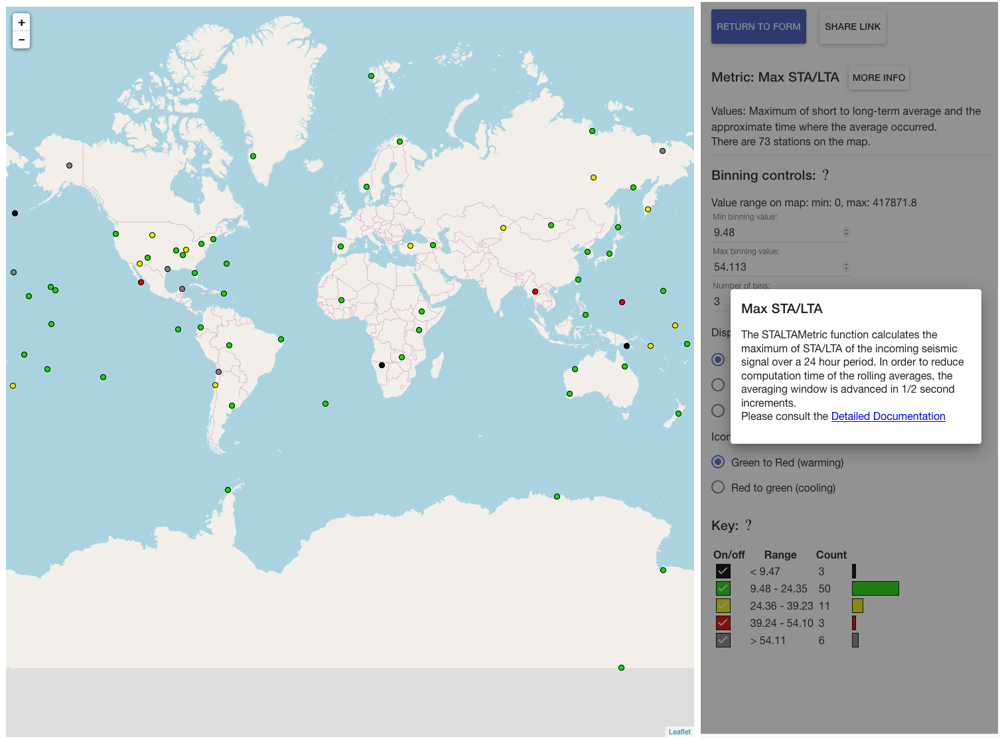 +
−
RETURN TO FORM
SHARE LINK
Metric: Max STA/LTA
MORE INFO
Values: Maximum of short to long-term average and the
approximate time where the average occurred.
There are 73 stations on the map.
Binning controls: ?
Value range on map: min: 0, max: 417871.8
Min binning value:
9.48
Max binning value:
54.113
Number of bins:
3
Disp
Max STA/LTA
The STALTAMetric function calculates the
maximum of STA/LTA of the incoming seismic
signal over a 24 hour period. In order to reduce
computation time of the rolling averages, the
averaging window is advanced in 1/2 second
increments.
Please consult the Detailed Documentation
Icon
Green to Red (warming)
Red to green (cooling)
Key: ?
On/off Range Count
< 9.47 3
9.48 - 24.35 50
24.36 - 39.23 11
39.24 - 54.10 3
> 54.11 6
Leaflet